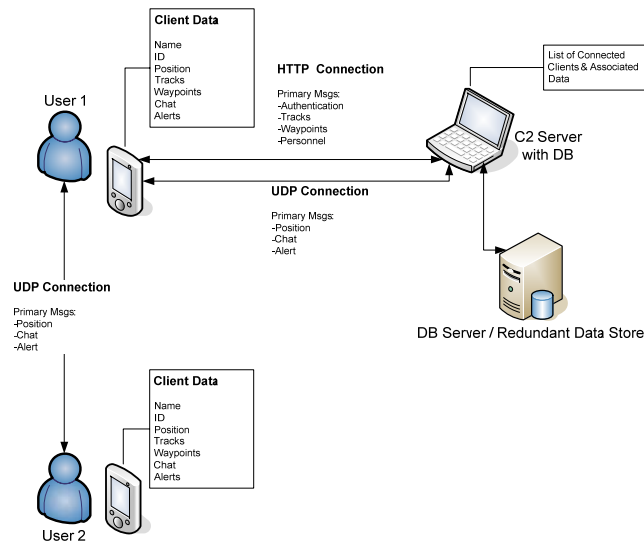 Client Data
Name
ID
Position
Tracks
Waypoints
Chat
Alerts
User 1
HTTP Connection
Primary Msgs:
-Authentication
-Tracks
-Waypoints
-Personnel
List of Connected
Clients & Associated
Data
C2 Server
with DB
UDP Connection
Primary Msgs:
-Position
-Chat
-Alert
UDP Connection
Primary Msgs:
-Position
-Chat
-Alert
DB Server / Redundant Data Store
Client Data
Name
ID
Position
Tracks
Waypoints
Chat
Alerts
User 2